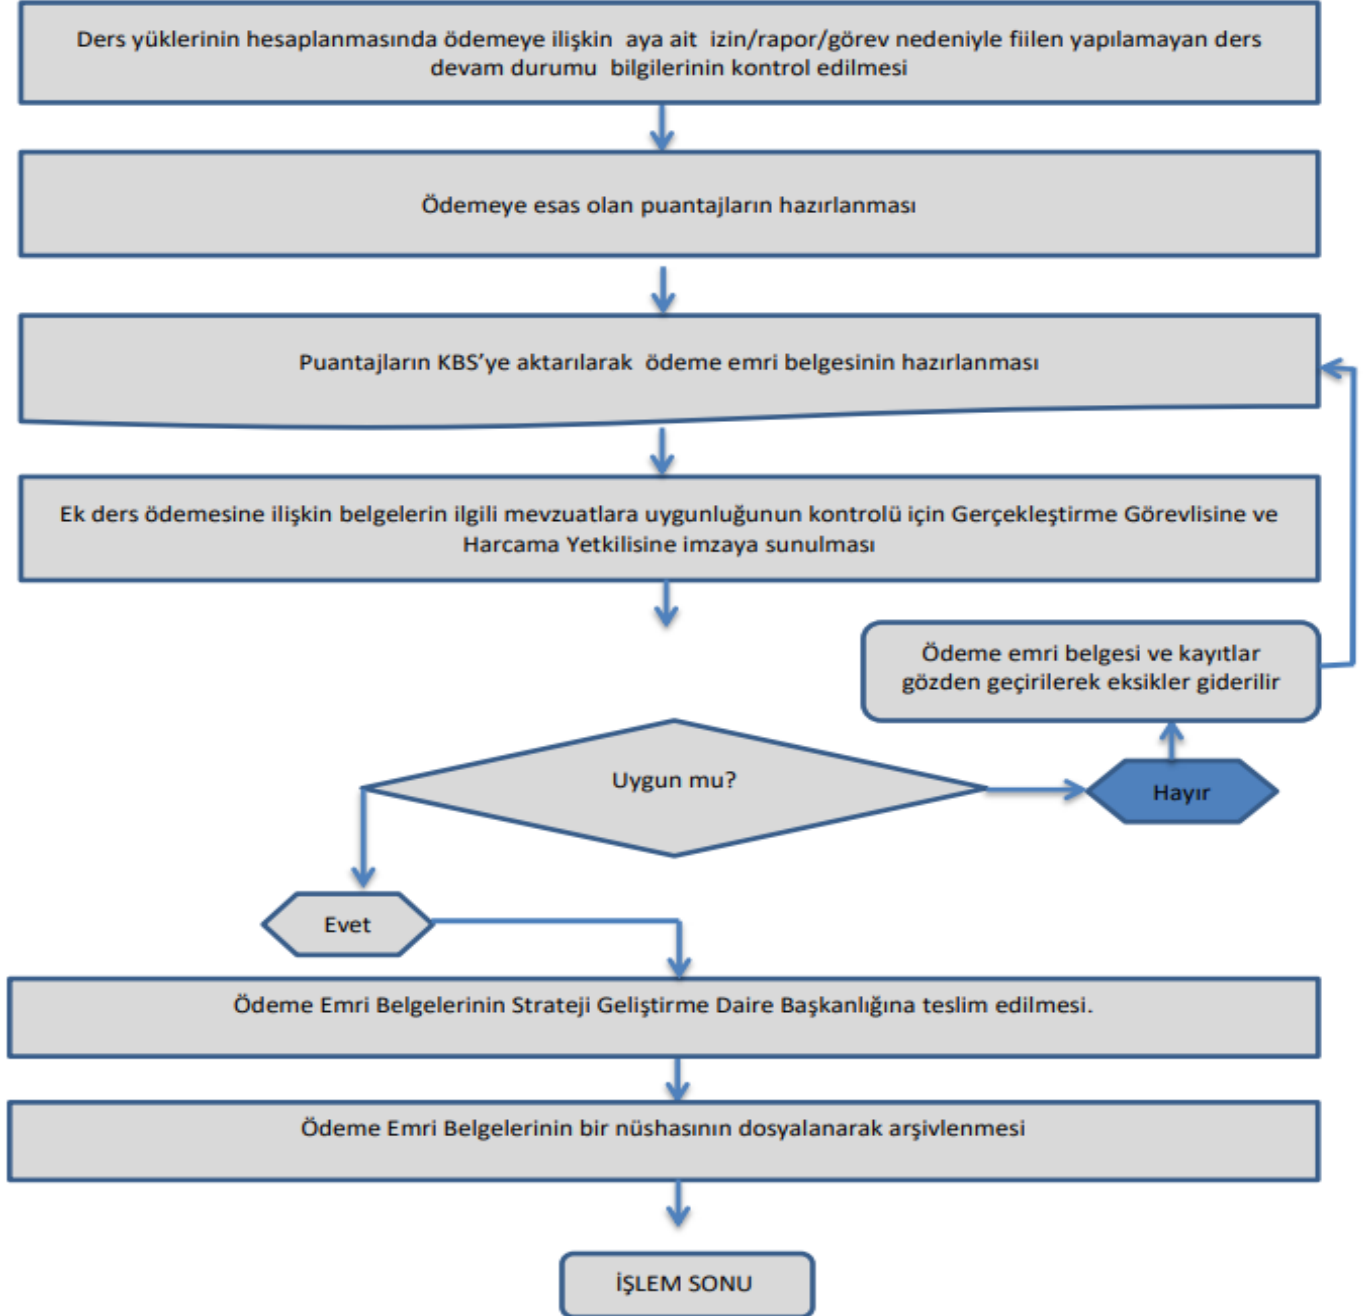 Ders yüklerinin hesaplanmasında ödemeye ilişkin aya ait izin/rapor/görev nedeniyle fiilen yapılamayan ders
devam durumu bilgilerinin kontrol edilmesi
Ödemeye esas olan puantajların hazırlanması
Puantajların KBS'ye aktarılarak ödeme emri belgesinin hazırlanması
Ek ders ödemesine ilişkin belgelerin ilgili mevzuatlara uygunluğunun kontrolü için Gerçekleştirme Görevlisine ve
Harcama Yetkilisine imzaya sunulması
Ödeme emri belgesi ve kayıtlar
gözden geçirilerek eksikler giderilir
Uygun mu?
Hayır
Evet
Ödeme Emri Belgelerinin Strateji Geliştirme Daire Başkanlığına teslim edilmesi.
Ödeme Emri Belgelerinin bir nüshasının dosyalanarak arşivlenmesi
İŞLEM SONU